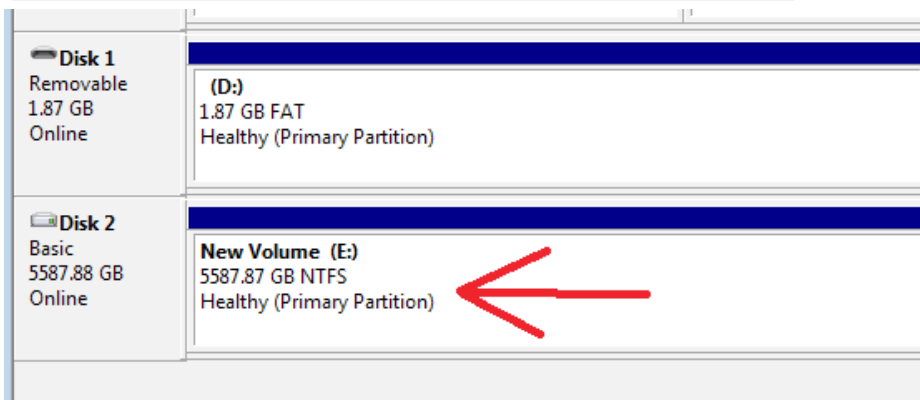 Disk 1
Removable
1.87 GB
Online
(D:)
1.87 GB FAT
Healthy (Primary Partition)
Disk 2
Basic
5587.88 GB
Online
New Volume (E:)
5587.87 GB NTFS
Healthy (Primary Partition)